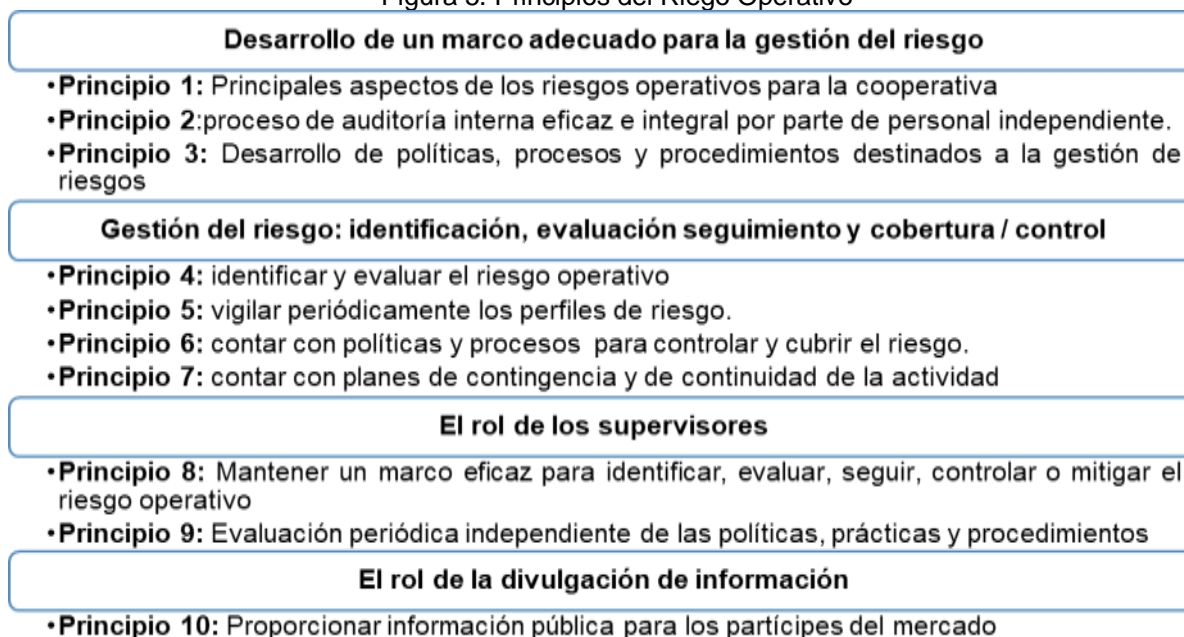 Figura 3. Principios del Riego Operativo
Desarrollo de un marco adecuado para la gestión del riesgo
•Principio 1: Principales aspectos de los riesgos operativos para la cooperativa
•Principio 2:proceso de auditoría interna eficaz e integral por parte de personal independiente.
•Principio 3: Desarrollo de políticas, procesos y procedimientos destinados a la gestión de
riesgos
Gestión del riesgo: identificación, evaluación seguimiento y cobertura / control
•Principio 4: identificar y evaluar el riesgo operativo
•Principio 5: vigilar periódicamente los perfiles de riesgo.
•Principio 6: contar con políticas y procesos para controlar y cubrir el riesgo.
•Principio 7: contar con planes de contingencia y de continuidad de la actividad
El rol de los supervisores
•Principio 8: Mantener un marco eficaz para identificar, evaluar, seguir, controlar o mitigar el
riesgo operativo
•Principio 9: Evaluación periódica independiente de las políticas, prácticas y procedimientos
El rol de la divulgación de información
•Principio 10: Proporcionar información pública para los partícipes del mercado